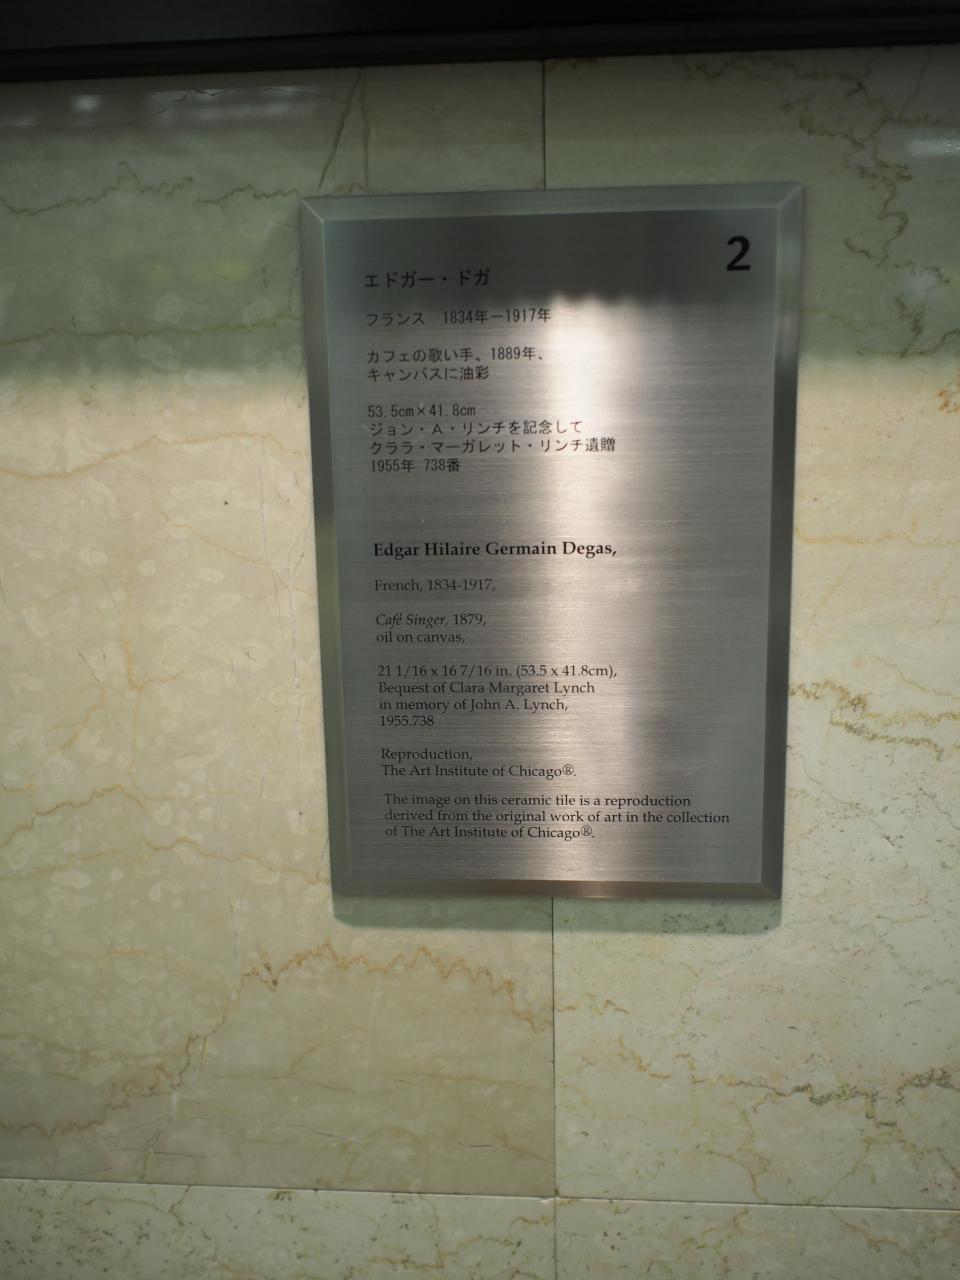 2
エドガー・ドガ
フランス　1834年－1917年
カフェの歌い手、1889年、
キャンバスに油彩
53.5cm×41.8cm
ジョン・A・リンチを記念して
クララ・マーガレット・リンチ遺贈
1955年 738番
Edgar Hilaire Germain Degas,
French, 1834-1917,
Café Singer, 1879,
oil on canvas,
21 1/16 x 16 7/16 in. (53.5 x 41.8cm),
Bequest of Clara Margaret Lynch
in memory of John A. Lynch,
1955.738
Reproduction,
The Art Institute of Chicago®.
The image on this ceramic tile is a reproduction
derived from the original work of art in the collection
of The Art Institute of Chicago®.